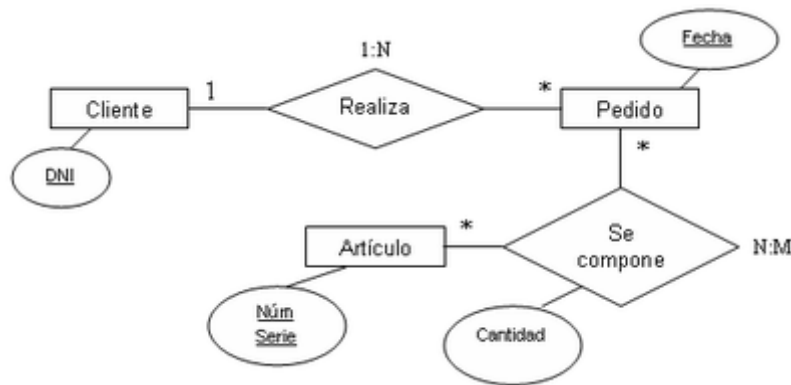 1:N
Fecha
Cliente
1
Realiza
*
Pedido
*
DNI
Artículo
*
Se
compone
N:M
Núm
Serie
Cantidad